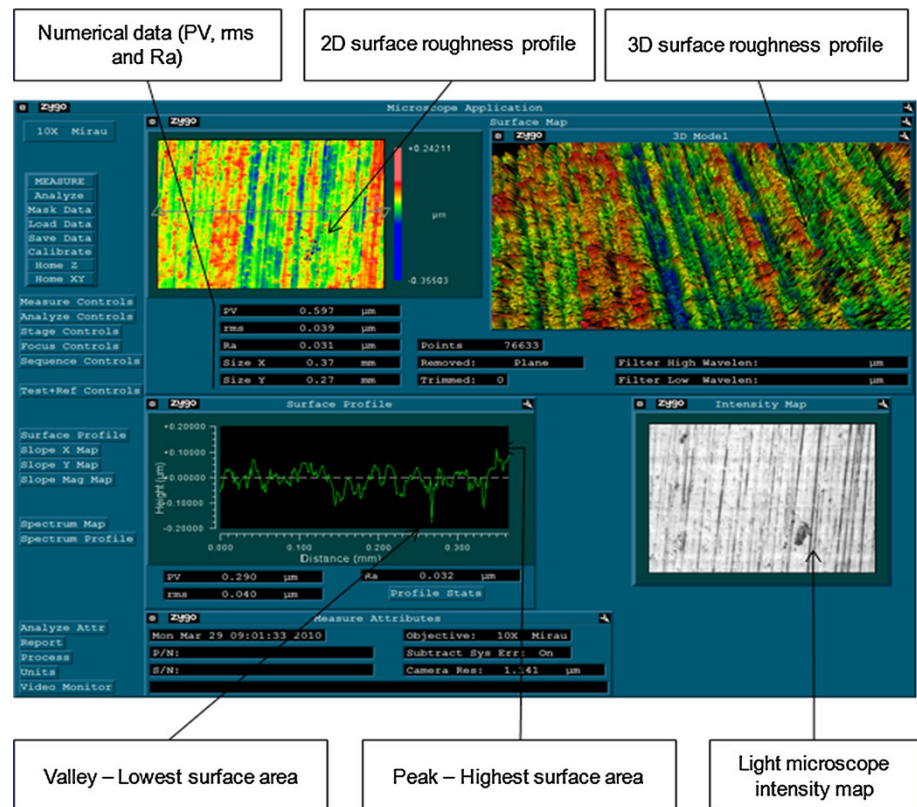 Numerical data (PV, rms
and Ra)
2D surface roughness profile
3D surface roughness profile
zygo
Microscope Application
10X Mirau
MEASURE
Analyze
Mask Data
Load Data
Save Data
Calibrate
Home Z
Home XY
Measure Controls
Analyze Controls
Stage Controls
Focus Controls
Sequence Controls
Test+Ref Controls
Surface Profile
Slope X Map
Slope Y Map
Slope Mag Map
Spectrum Map
Spectrum Profile
Analyze Attr
Report
Process
Units
Video Monitor
zygo
Surface Map
+0.24211
µm
-0.35503
zygo
3D Model
PV 0.597 µm
rms 0.039 µm
Ra 0.031 µm
Size X 0.37 mm
Size Y 0.27 mm
Points 76633
Removed: Plane
Trimmed: 0
Filter High Wavelen: µm
Filter Low Wavelen: µm
zygo
Surface Profile
+0.20000
+0.10000
0.00000
-0.10000
-0.20000
Height (µm)
0.000 0.100 0.200 0.300
Distance (mm)
PV 0.290 µm
rms 0.040 µm
Ra 0.032 µm
Profile Stats
zygo
Intensity Map
zygo
Measure Attributes
Mon Mar 29 09:01:33 2010
P/N:
S/N:
Objective: 10X Mirau
Subtract Sys Err: On
Camera Res: 1.141 µm
Valley – Lowest surface area
Peak – Highest surface area
Light microscope
intensity map